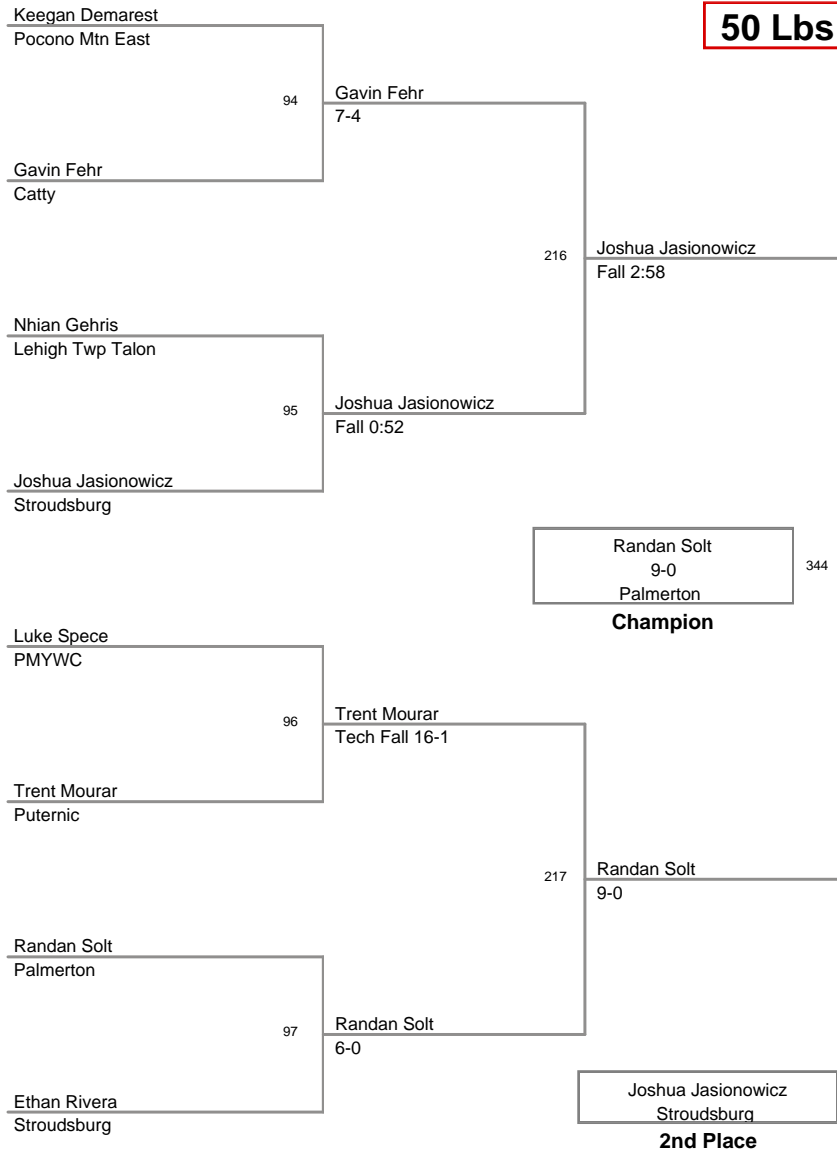 Keegan Demarest
50 Lbs
Pocono Mtn East
94
Gavin Fehr
7-4
Gavin Fehr
Catty
216
Joshua Jasionowicz
Fall 2:58
Nhian Gehris
Lehigh Twp Talon
95
Joshua Jasionowicz
Fall 0:52
Joshua Jasionowicz
Stroudsburg
Randan Solt
9-0
344
Palmerton
Champion
Luke Spece
PMYWC
96
Trent Mourar
Tech Fall 16-1
Trent Mourar
Puternic
217
Randan Solt
9-0
Randan Solt
Palmerton
97
Randan Solt
6-0
Ethan Rivera
Stroudsburg
Joshua Jasionowicz
Stroudsburg
2nd Place